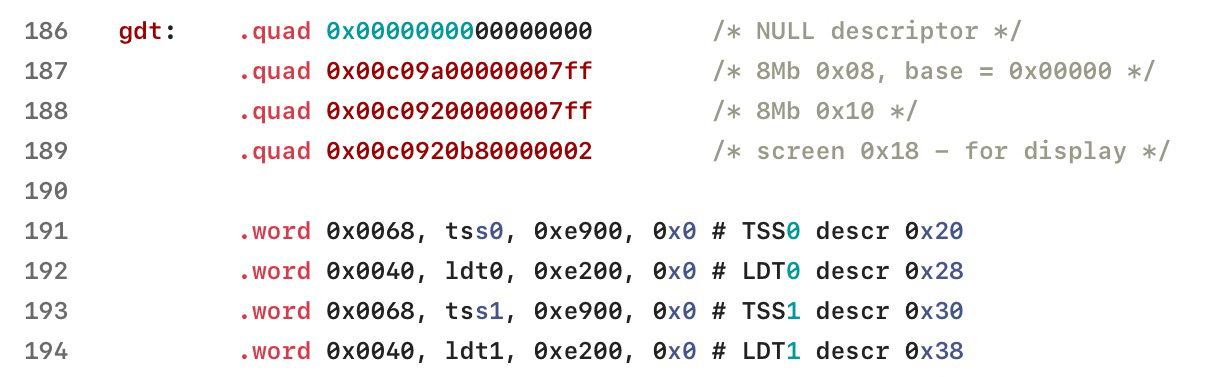 186 gdt: .quad 0x0000000000000000 /* NULL descriptor */
187 .quad 0x00c09a00000007ff /* 8Mb 0x08, base = 0x00000 */
188 .quad 0x00c09200000007ff /* 8Mb 0x10 */
189 .quad 0x00c0920b80000002 /* screen 0x18 – for display */
190
191 .word 0x0068, tss0, 0xe900, 0x0 # TSS0 descr 0x20
192 .word 0x0040, ldt0, 0xe200, 0x0 # LDT0 descr 0x28
193 .word 0x0068, tss1, 0xe900, 0x0 # TSS1 descr 0x30
194 .word 0x0040, ldt1, 0xe200, 0x0 # LDT1 descr 0x38